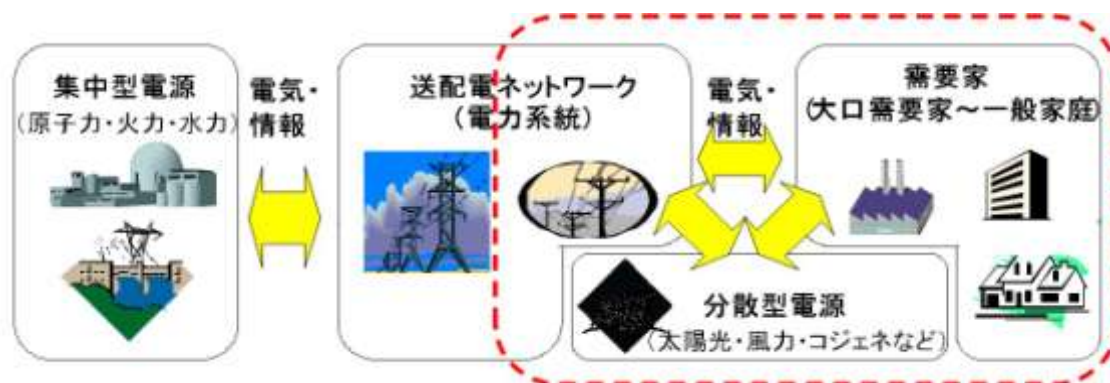 集中型電源
(原子力・火力・水力)
電気・
情報
送配電ネットワーク
(電力系統)
電気・
情報
需要家
(大口需要家～一般家庭)
分散型電源
(太陽光・風力・コジェネなど)